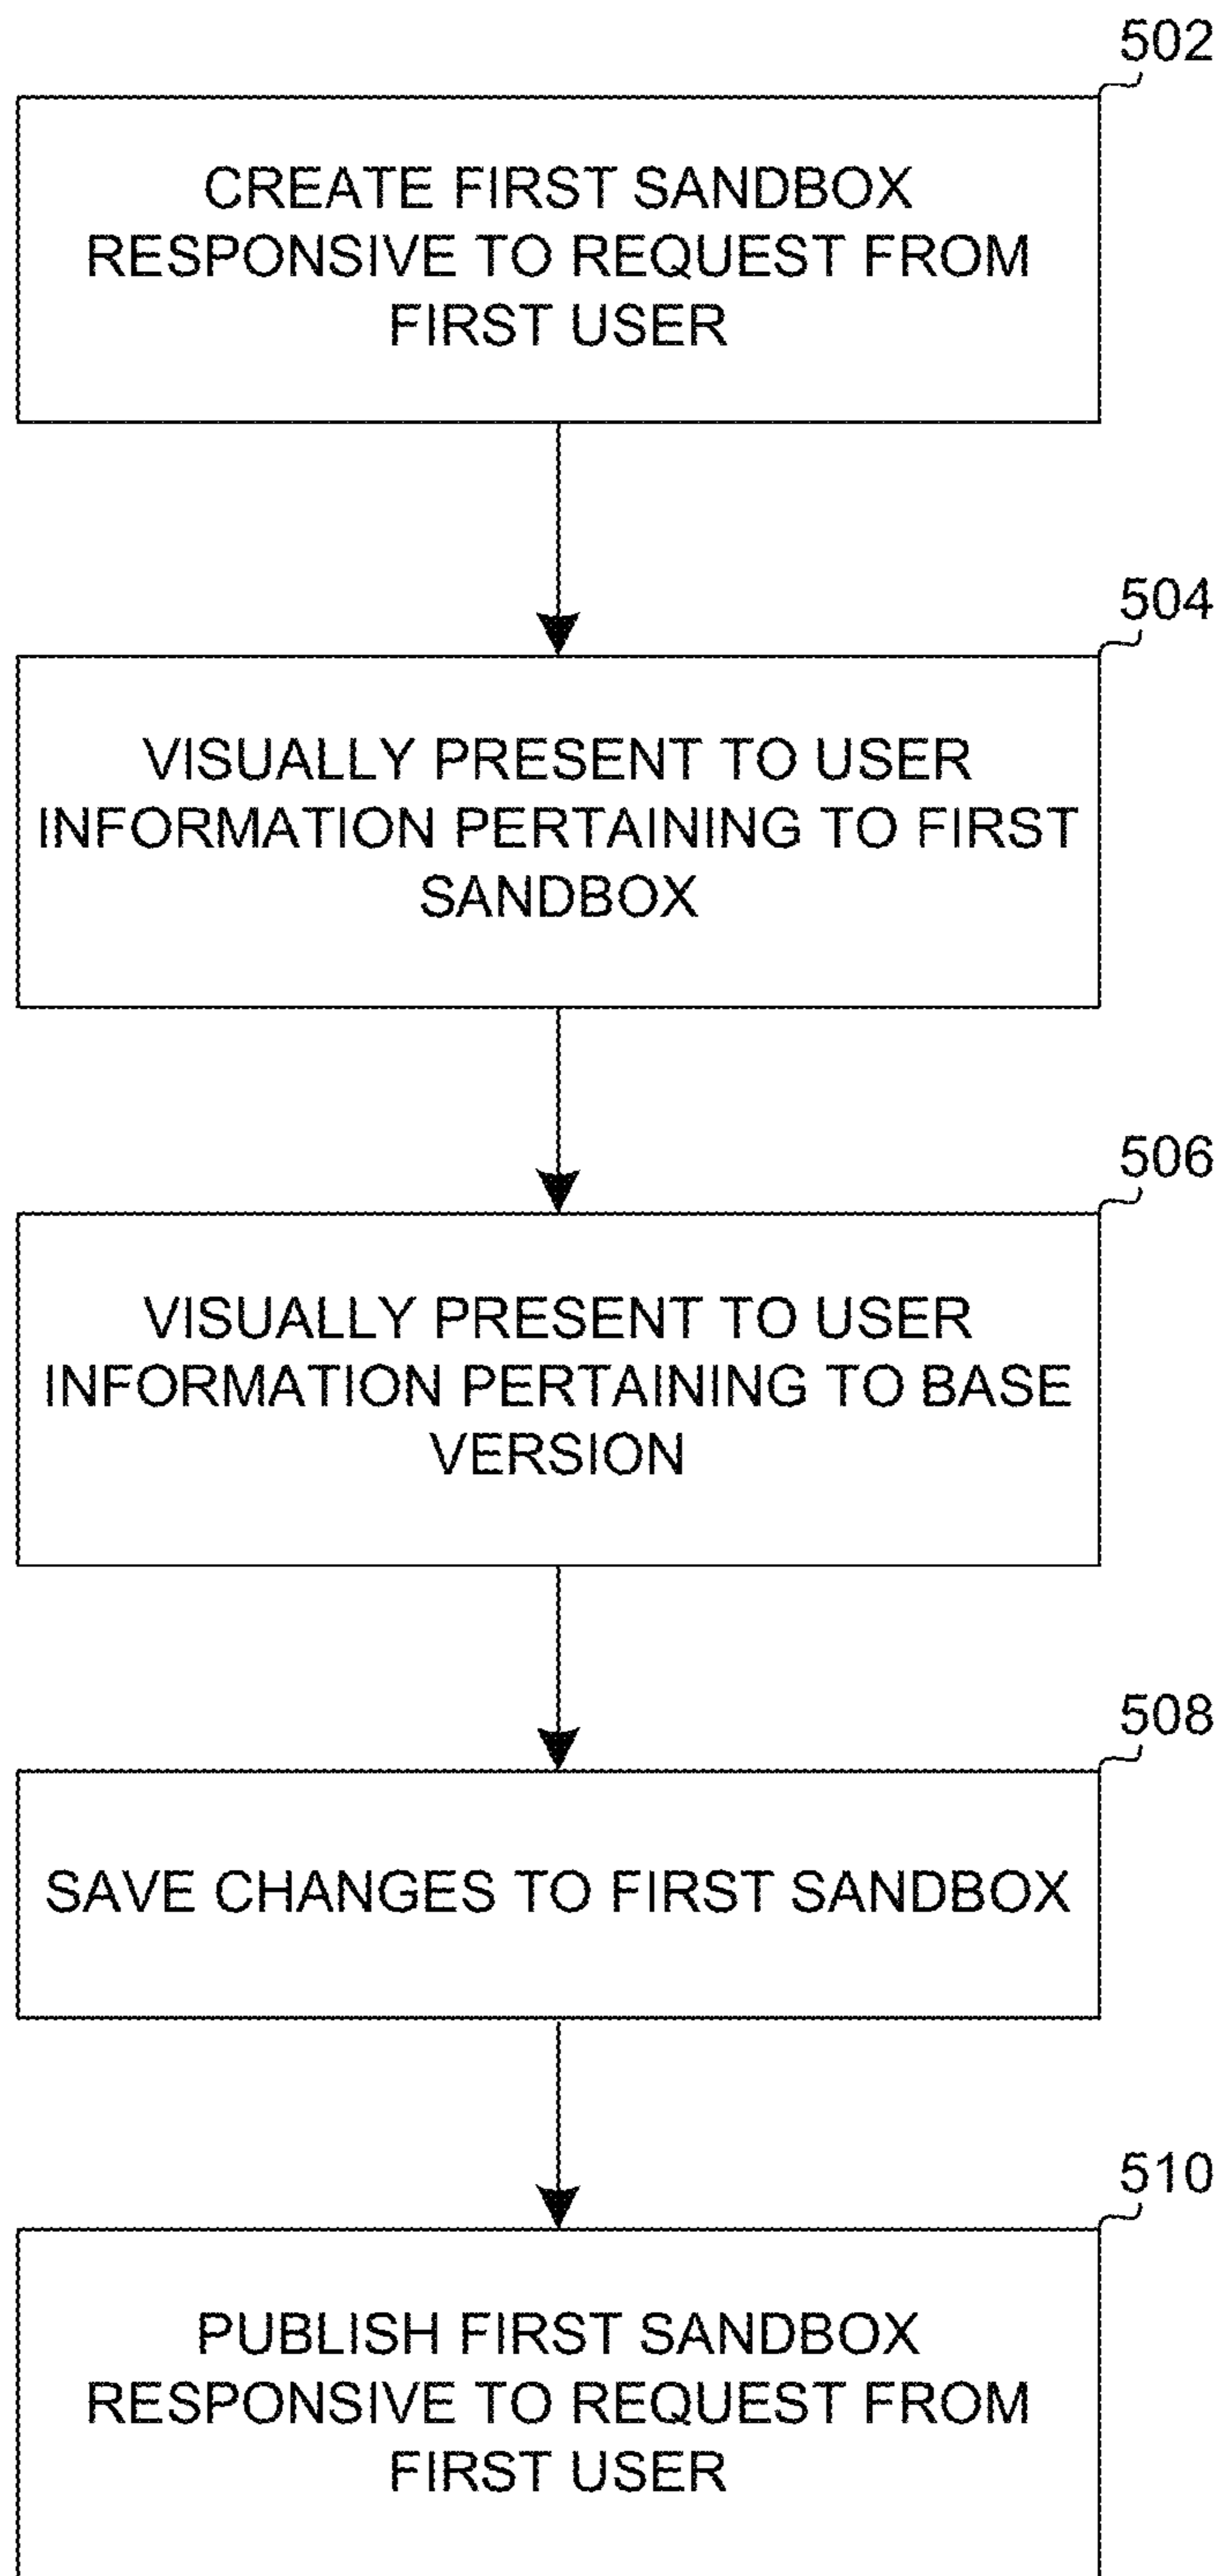 502
CREATE FIRST SANDBOX
RESPONSIVE TO REQUEST FROM
FIRST USER
504
VISUALLY PRESENT TO USER
INFORMATION PERTAINING TO FIRST
SANDBOX
506
VISUALLY PRESENT TO USER
INFORMATION PERTAINING TO BASE
VERSION
508
SAVE CHANGES TO FIRST SANDBOX
510
PUBLISH FIRST SANDBOX
RESPONSIVE TO REQUEST FROM
FIRST USER